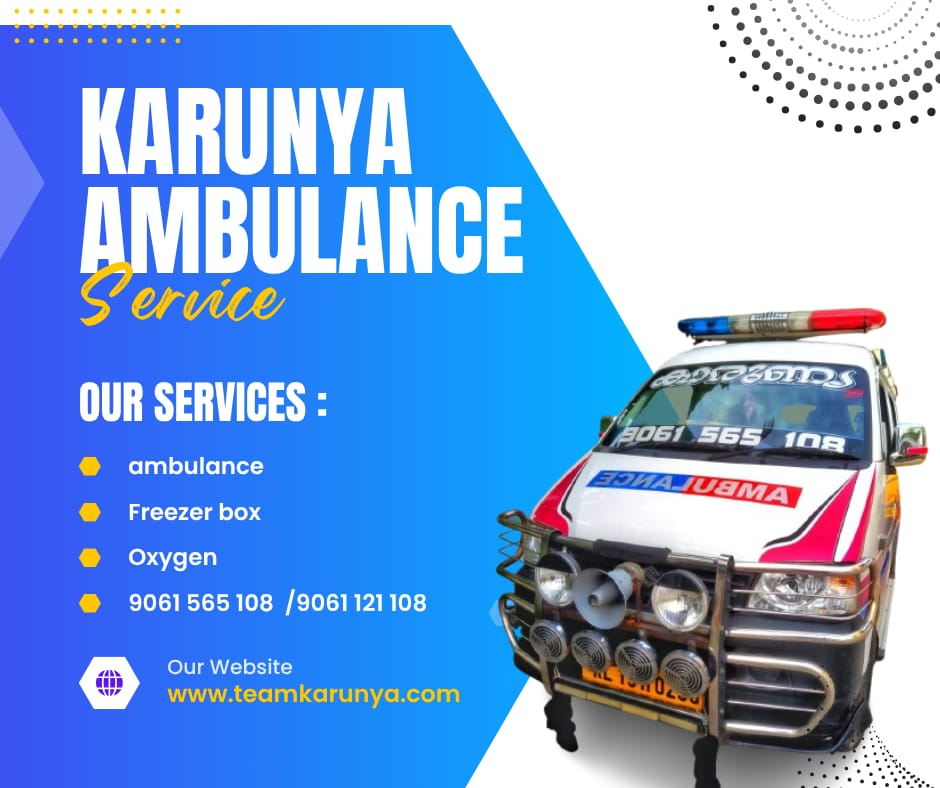 KARUNYA
AMBULANCE
Service
OUR SERVICES :
ambulance
Freezer box
Oxygen
9061 565 108 /9061 121 108
Our Website
www.teamkarunya.com
9061 565 108
AMBULANCE